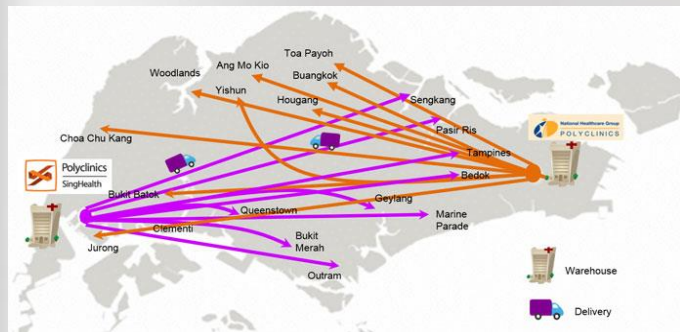 Toa Payoh
Ang Mo Kio
Woodlands
Buangkok
Yishun
Hougang
Sengkang
National Healthcare Group
POLYCLINICS
Choa Chu Kang
Pasir Ris
Tampines
Polyclinics
SingHealth
Bedok
Bukit Batok
Geylang
Queenstown
Marine
Parade
Clementi
Bukit
Merah
Jurong
Outram
Warehouse
Delivery